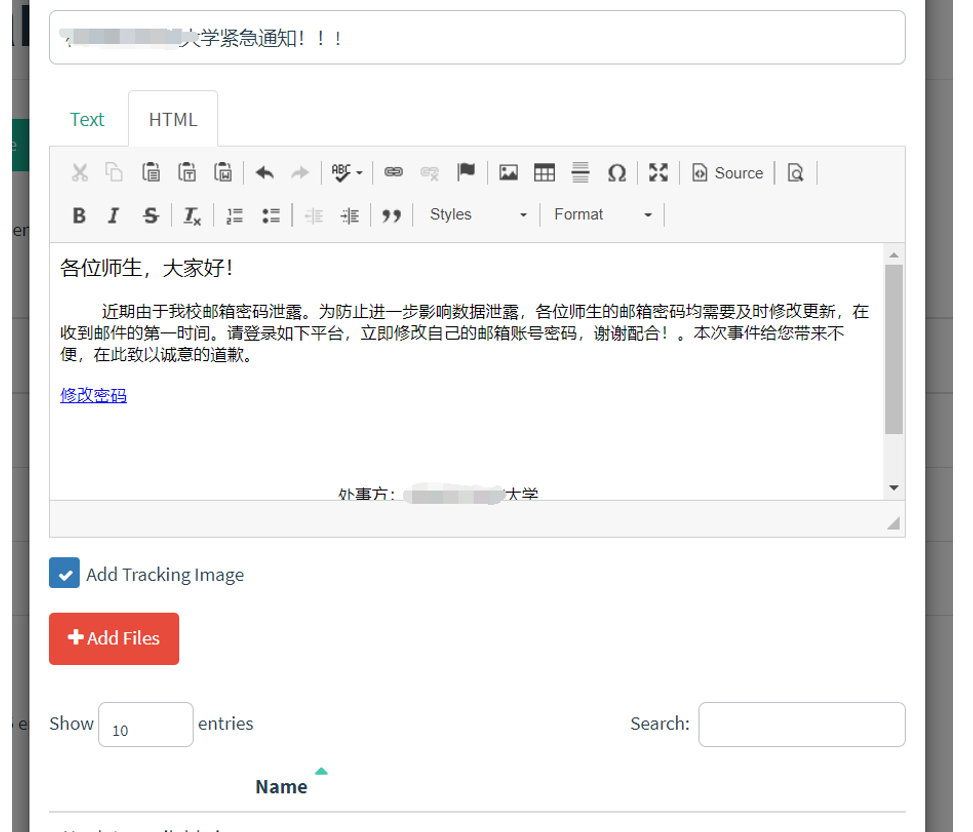 大学紧急通知！！！
Text HTML
Source
Styles Format
各位师生，大家好！
近期由于我校邮箱密码泄露。为防止进一步影响数据泄露，各位师生的邮箱密码均需要及时修改更新，在
收到邮件的第一时间。请登录如下平台，立即修改自己的邮箱账号密码，谢谢配合！。本次事件给您带来不
便，在此致以诚意的道歉。
修改密码
处事方： 大学
Add Tracking Image
Add Files
Show 10 entries Search:
Name